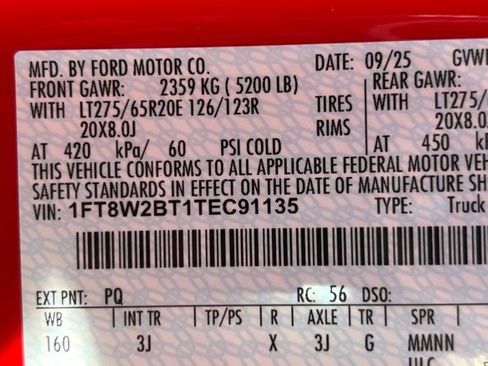 MFD. BY FORD MOTOR CO. DATE: 09/25 GVW
FRONT GAWR: 2359 KG ( 5200 LB) REAR GAWR:
WITH LT275/65R20E 126/123R TIRES WITH LT275/
20X8.0J RIMS 20X8.0
AT 420 kPa/ 60 PSI COLD AT 450 k
THIS VEHICLE CONFORMS TO ALL APPLICABLE FEDERAL MOTOR VEH
SAFETY STANDARDS IN EFFECT ON THE DATE OF MANUFACTURE SH
VIN: 1FT8W2BT1TEC91135 TYPE: Truck
EXT PNT: PQ RC: 56 DSO:
WB INT TR TP/PS R AXLE TR SPR
160 3J X 3J G MMNN